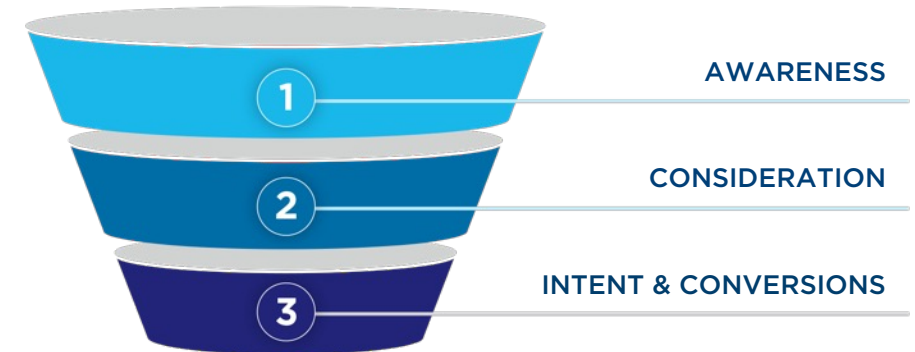 1
AWARENESS
2
CONSIDERATION
3
INTENT & CONVERSIONS